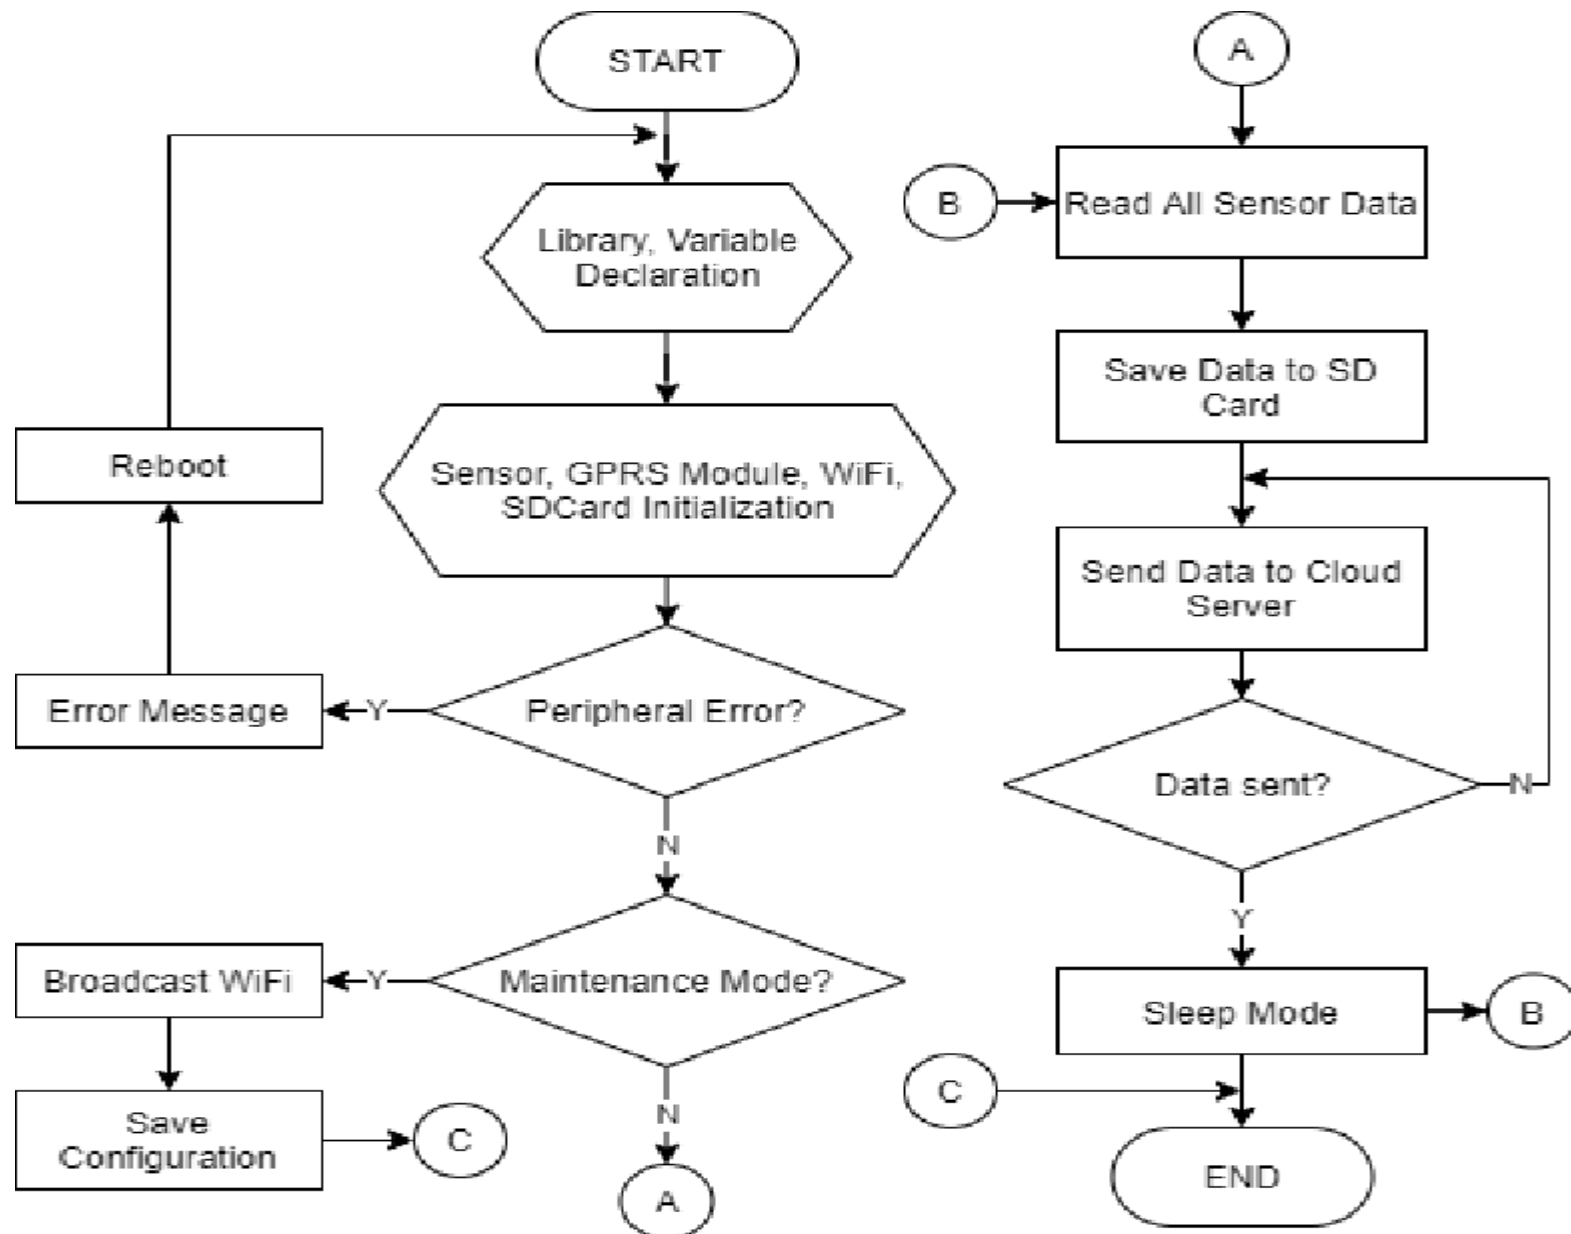 START
Library, Variable
Declaration
Sensor, GPRS Module, WiFi,
SDCard Initialization
Peripheral Error?
Y
Error Message
Reboot
N
Maintenance Mode?
Y
Broadcast WiFi
Save
Configuration
C
N
A
A
B
Read All Sensor Data
Save Data to SD
Card
Send Data to Cloud
Server
Data sent?
N
Y
Sleep Mode
B
C
END